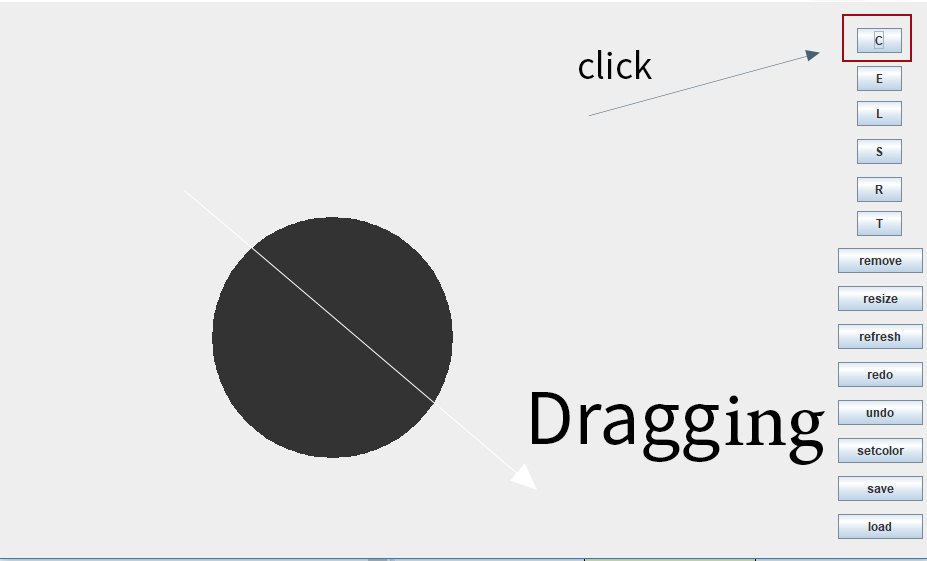 click
C
E
L
S
R
T
remove
resize
refresh
redo
undo
Dragging
setcolor
save
load